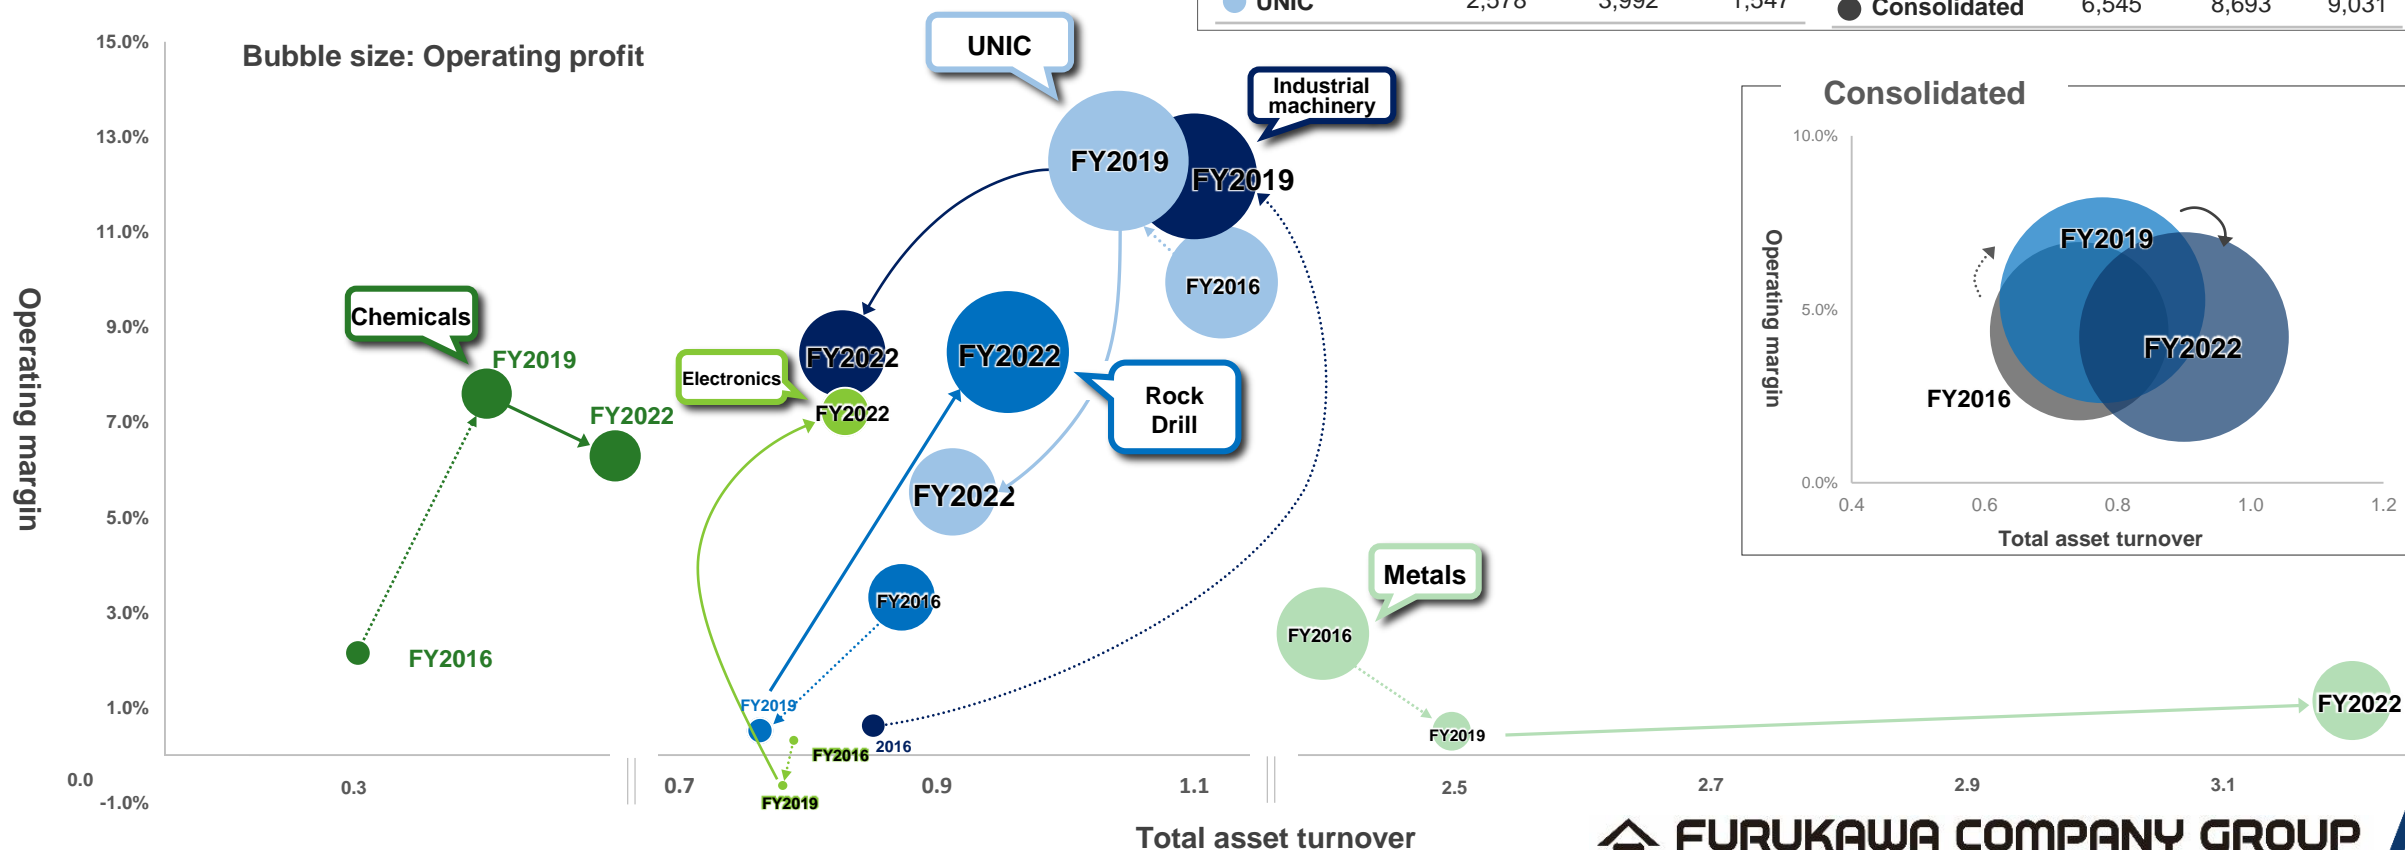 UNIC 2,578 3,992 1,547
Consolidated 6,545 8,693 9,031
Bubble size: Operating profit
15.0%
13.0%
11.0%
9.0%
7.0%
5.0%
3.0%
1.0%
0.0
-1.0%
Operating margin
UNIC
Industrial
machinery
FY2019
FY2019
FY2016
Chemicals
FY2019
FY2022
FY2016
Electronics
FY2022
FY2022
FY2022
Rock
Drill
FY2022
FY2016
FY2019
FY2016
2016
FY2019
Metals
FY2016
FY2019
FY2022
0.3
0.7
0.9
1.1
2.5
2.7
2.9
3.1
Total asset turnover
Consolidated
10.0%
5.0%
0.0%
Operating margin
FY2019
FY2022
FY2016
0.4
0.6
0.8
1.0
1.2
Total asset turnover
FURUKAWA COMPANY GROUP